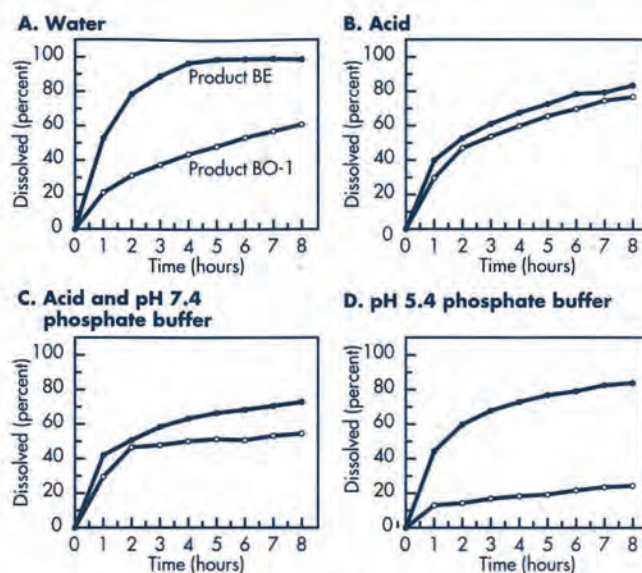 A. Water
B. Acid
Dissolved (percent)
100
80
60
40
20
0
Product BE
Product BO-1
0 1 2 3 4 5 6 7 8
Time (hours)
Dissolved (percent)
100
80
60
40
20
0
0 1 2 3 4 5 6 7 8
Time (hours)
C. Acid and pH 7.4
phosphate buffer
D. pH 5.4 phosphate buffer
Dissolved (percent)
100
80
60
40
20
0
0 1 2 3 4 5 6 7 8
Time (hours)
Dissolved (percent)
100
80
60
40
20
0
0 1 2 3 4 5 6 7 8
Time (hours)